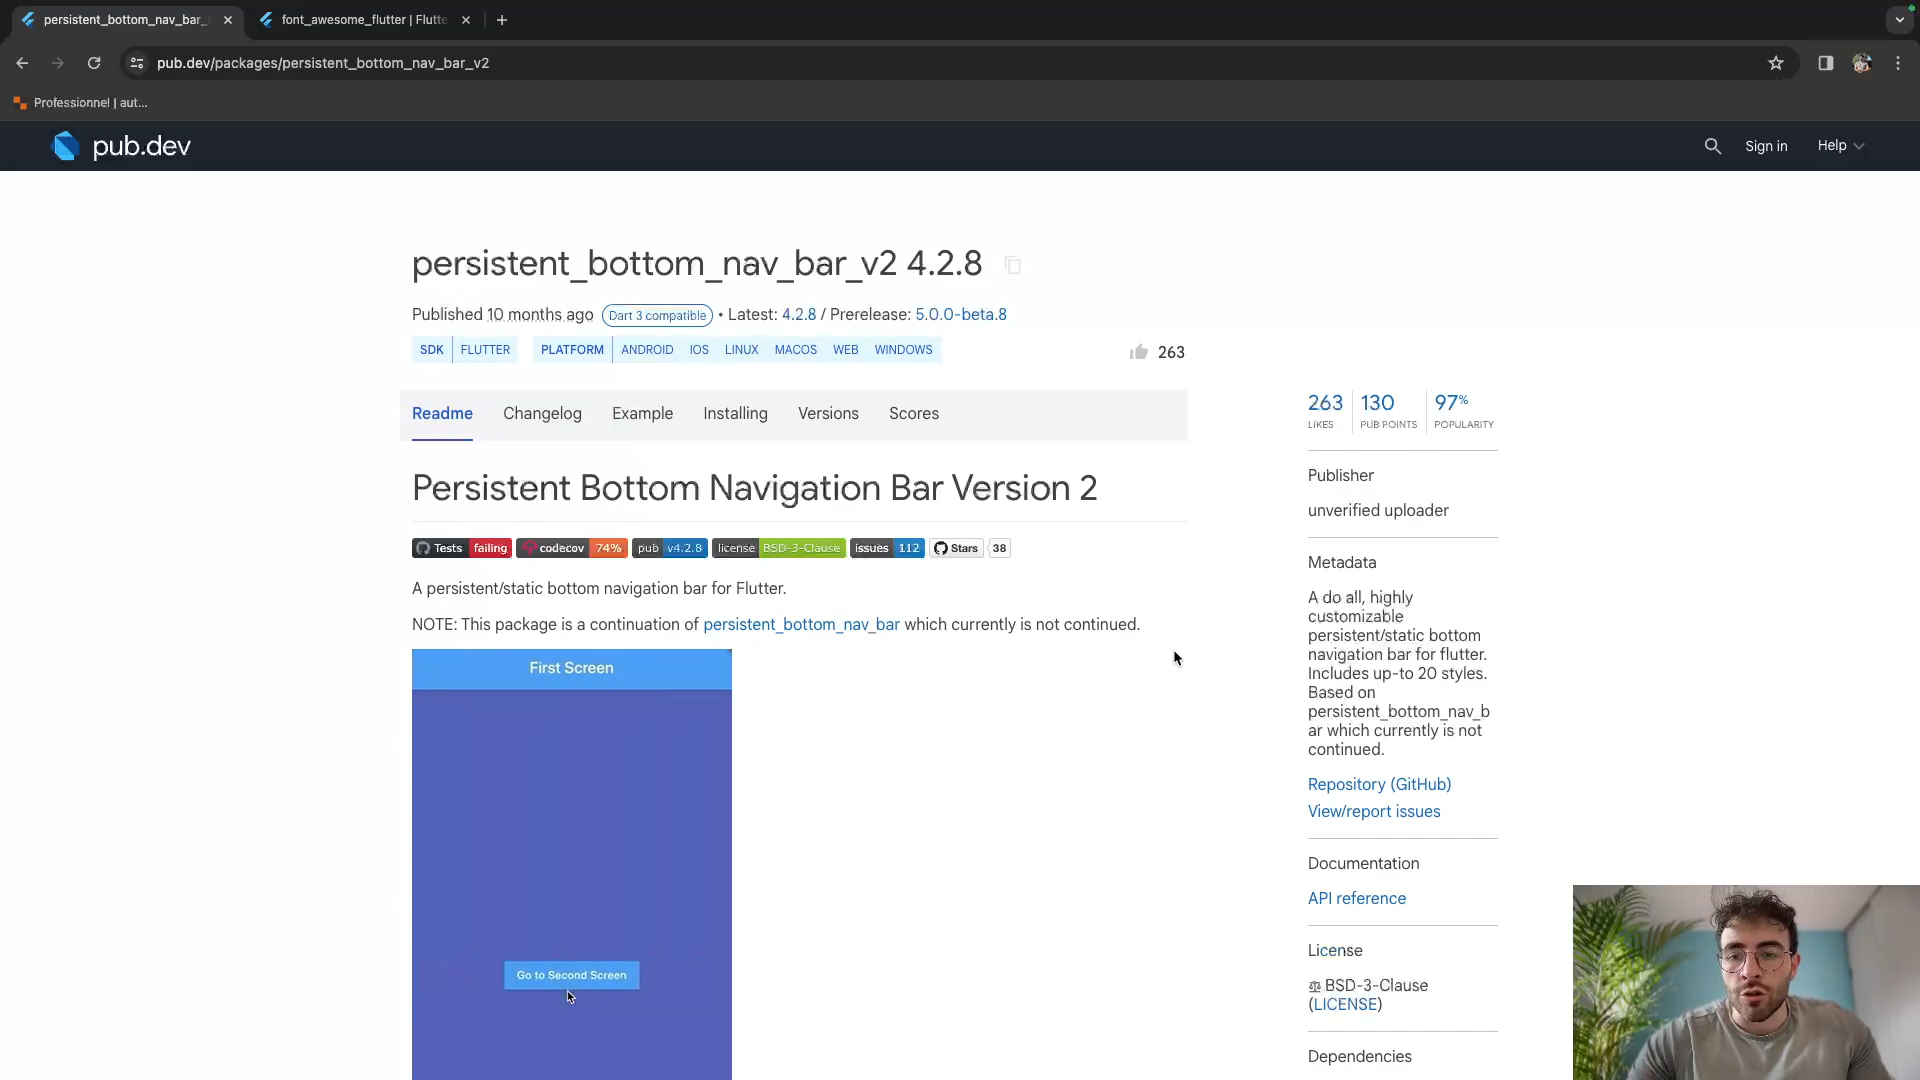 persistent_bottom_nav_bar_
font_awesome_flutter | Flutte
pub.dev/packages/persistent_bottom_nav_bar_v2
Professionnel | aut...
pub.dev
Sign in
Help
persistent_bottom_nav_bar_v2 4.2.8
Published 10 months ago Dart 3 compatible • Latest: 4.2.8 / Prerelease: 5.0.0-beta.8
SDK FLUTTER PLATFORM ANDROID IOS LINUX MACOS WEB WINDOWS
263
Readme Changelog Example Installing Versions Scores
Persistent Bottom Navigation Bar Version 2
Tests failing codecov 74% pub v4.2.8 license BSD-3-Clause issues 112 Stars 38
A persistent/static bottom navigation bar for Flutter.
NOTE: This package is a continuation of persistent_bottom_nav_bar which currently is not continued.
First Screen
Go to Second Screen
263 130 97%
LIKES PUB POINTS POPULARITY
Publisher
unverified uploader
Metadata
A do all, highly
customizable
persistent/static bottom
navigation bar for flutter.
Includes up-to 20 styles.
Based on
persistent_bottom_nav_b
ar which currently is not
continued.
Repository (GitHub)
View/report issues
Documentation
API reference
License
BSD-3-Clause
(LICENSE)
Dependencies